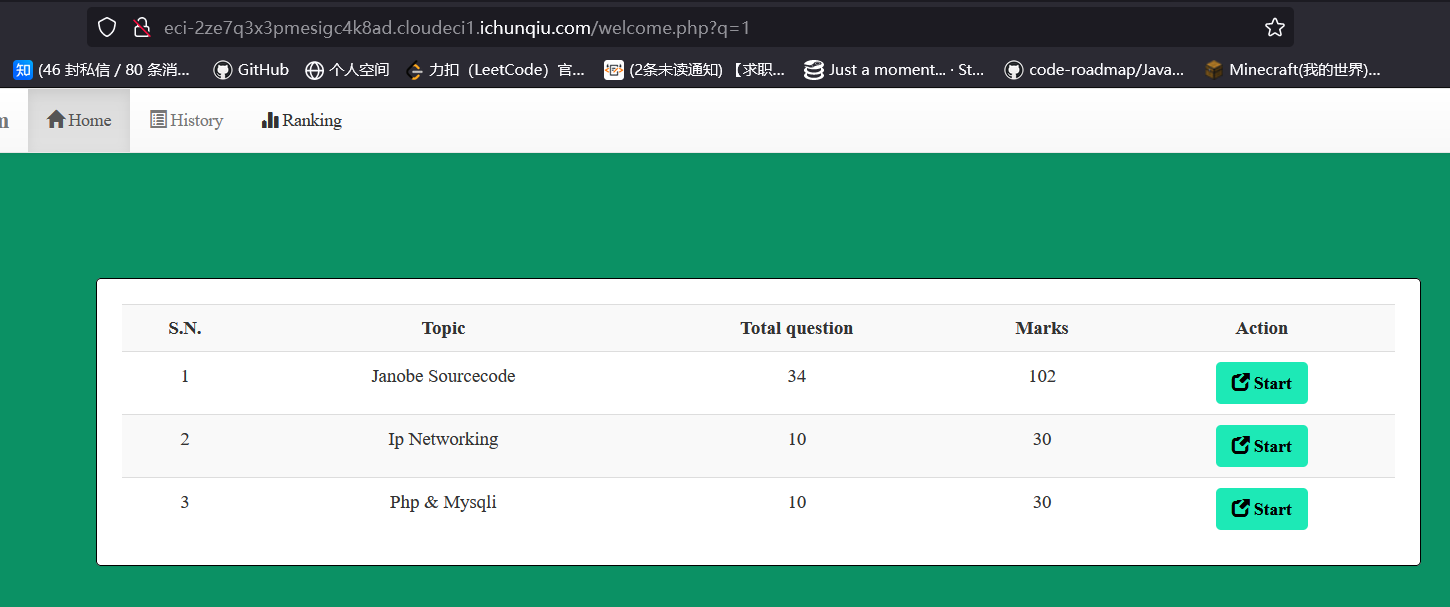 eci-2ze7q3x3pmesigc4k8ad.cloudeci1.ichunqiu.com/welcome.php?q=1
知 (46 封私信 / 80 条消... GitHub 个人空间 力扣（LeetCode）官... (2条未读通知) 【求职... Just a moment... · St... code-roadmap/Java... Minecraft(我的世界)...
Home History Ranking
S.N. Topic Total question Marks Action
1 Janobe Sourcecode 34 102 Start
2 Ip Networking 10 30 Start
3 Php & Mysqli 10 30 Start